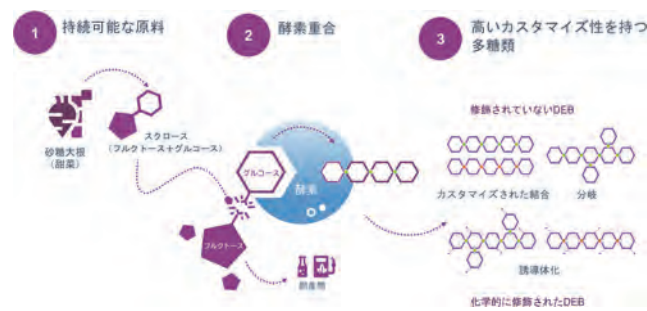 1
持続可能な原料
2
酵素重合
3
高いカスタマイズ性を持つ
多糖類
砂糖大根
(甜菜)
スクロース
(フルクトース+グルコース)
グルコース
酵素
フルクトース
副産物
修飾されていないDEB
カスタマイズされた結合
分岐
誘導体化
化学的に修飾されたDEB